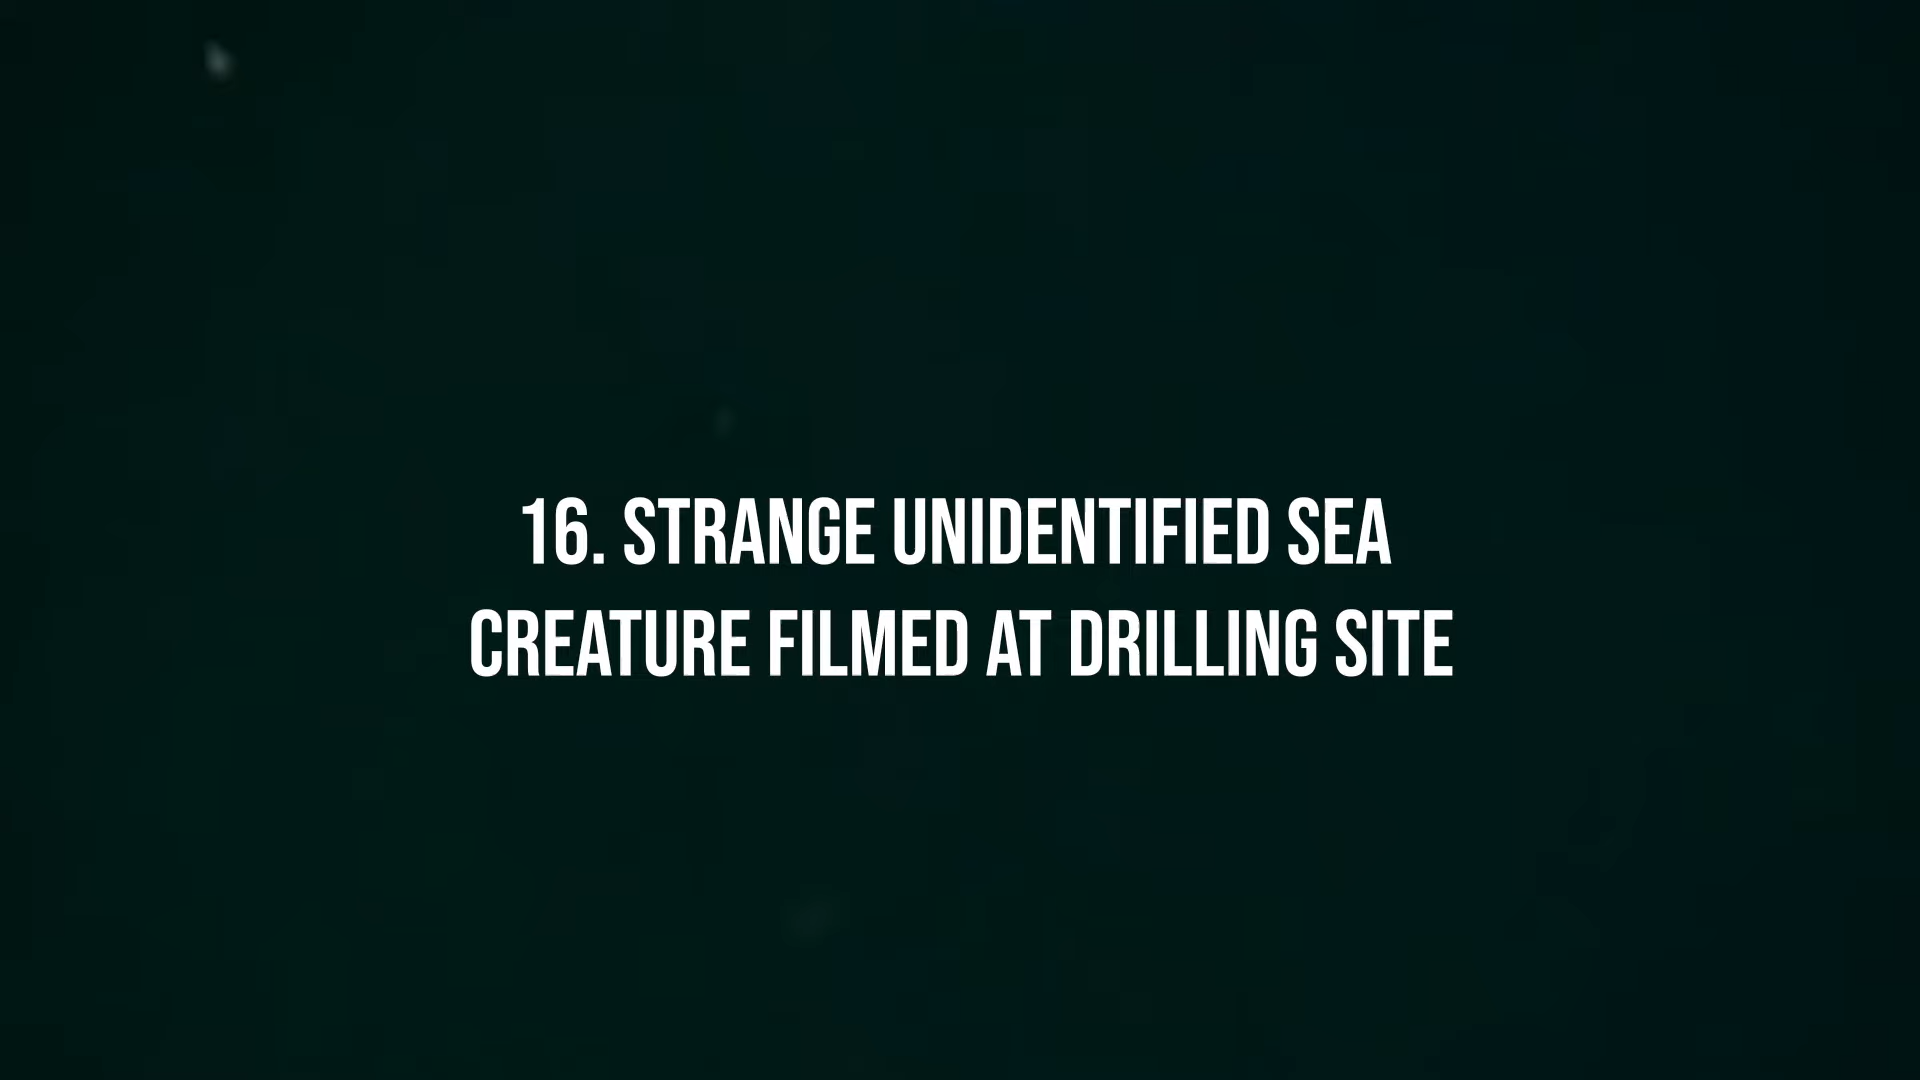 16. STRANGE UNIDENTIFIED SEA
CREATURE FILMED AT DRILLING SITE